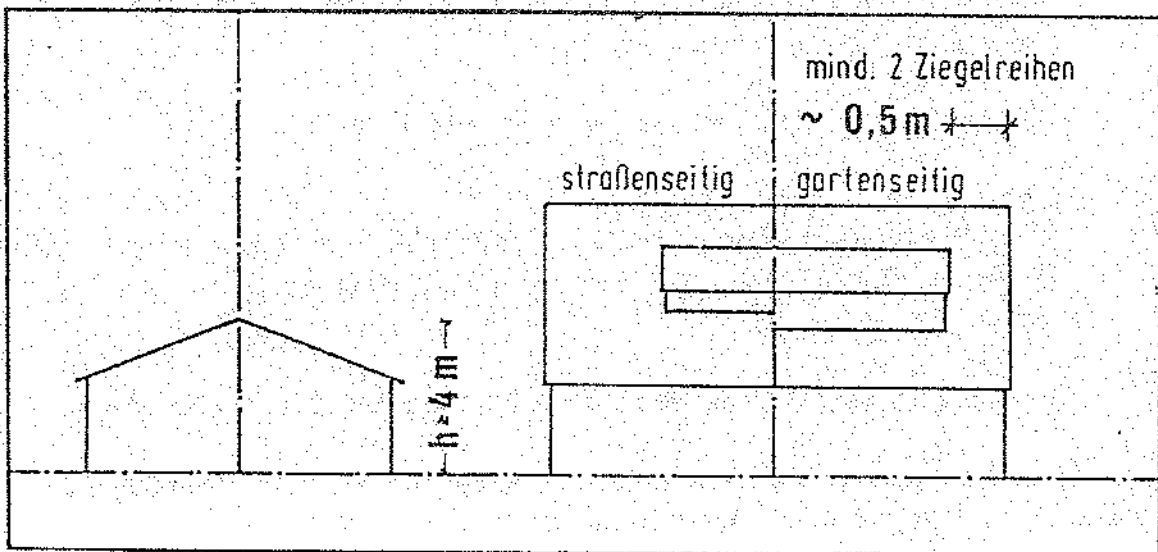 mind. 2 Ziegelreihen
~ 0,5 m
straßenseitig gartenseitig
h = 4 m